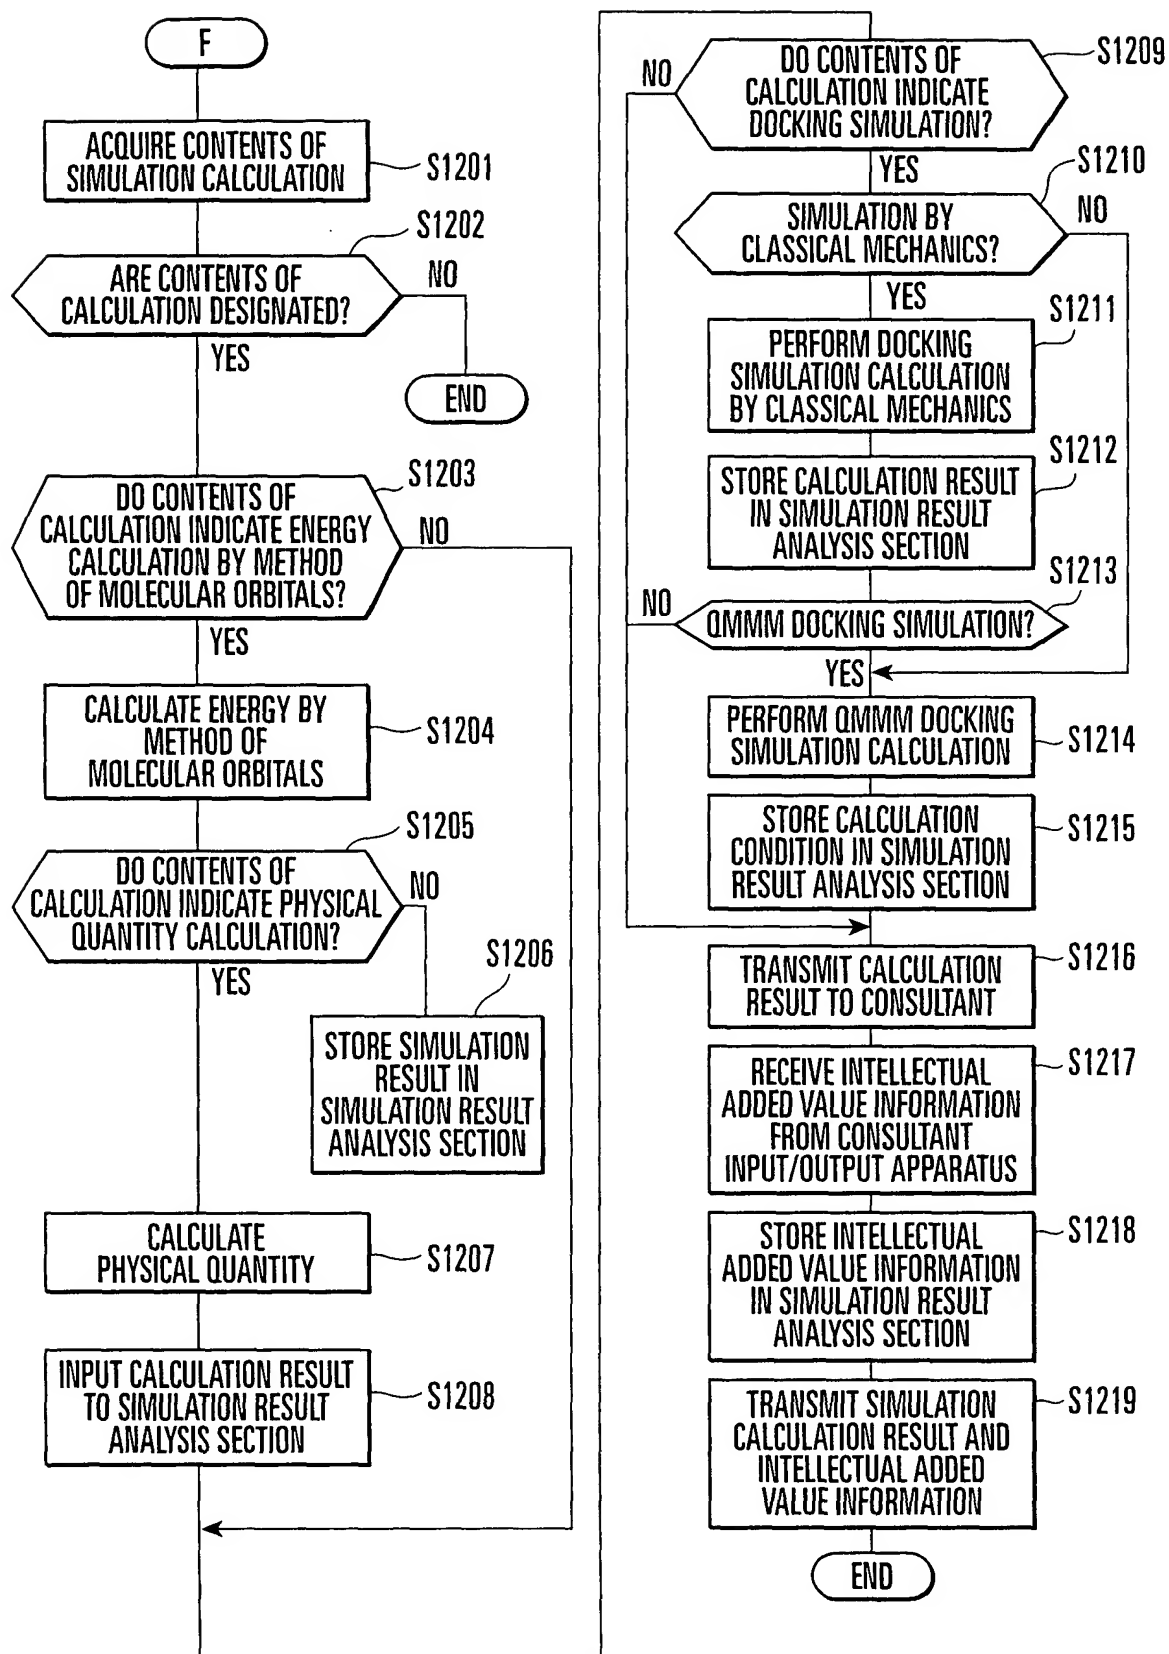 F
ACQUIRE CONTENTS OF
SIMULATION CALCULATION
S1201
S1202
ARE CONTENTS OF
CALCULATION DESIGNATED?
NO
YES
END
S1203
DO CONTENTS OF
CALCULATION INDICATE ENERGY
CALCULATION BY METHOD
OF MOLECULAR ORBITALS?
NO
YES
CALCULATE ENERGY BY
METHOD OF
MOLECULAR ORBITALS
S1204
S1205
DO CONTENTS OF
CALCULATION INDICATE PHYSICAL
QUANTITY CALCULATION?
NO
YES
S1206
STORE SIMULATION
RESULT IN
SIMULATION RESULT
ANALYSIS SECTION
CALCULATE
PHYSICAL QUANTITY
S1207
INPUT CALCULATION RESULT
TO SIMULATION RESULT
ANALYSIS SECTION
S1208
S1209
DO CONTENTS OF
CALCULATION INDICATE
DOCKING SIMULATION?
NO
YES
S1210
SIMULATION BY
CLASSICAL MECHANICS?
NO
YES
S1211
PERFORM DOCKING
SIMULATION CALCULATION
BY CLASSICAL MECHANICS
S1212
STORE CALCULATION RESULT
IN SIMULATION RESULT
ANALYSIS SECTION
S1213
NO
QMMM DOCKING SIMULATION?
YES
PERFORM QMMM DOCKING
SIMULATION CALCULATION
S1214
STORE CALCULATION
CONDITION IN SIMULATION
RESULT ANALYSIS SECTION
S1215
TRANSMIT CALCULATION
RESULT TO CONSULTANT
S1216
RECEIVE INTELLECTUAL
ADDED VALUE INFORMATION
FROM CONSULTANT
INPUT/OUTPUT APPARATUS
S1217
STORE INTELLECTUAL
ADDED VALUE INFORMATION
IN SIMULATION RESULT
ANALYSIS SECTION
S1218
TRANSMIT SIMULATION
CALCULATION RESULT AND
INTELLECTUAL ADDED
VALUE INFORMATION
S1219
END